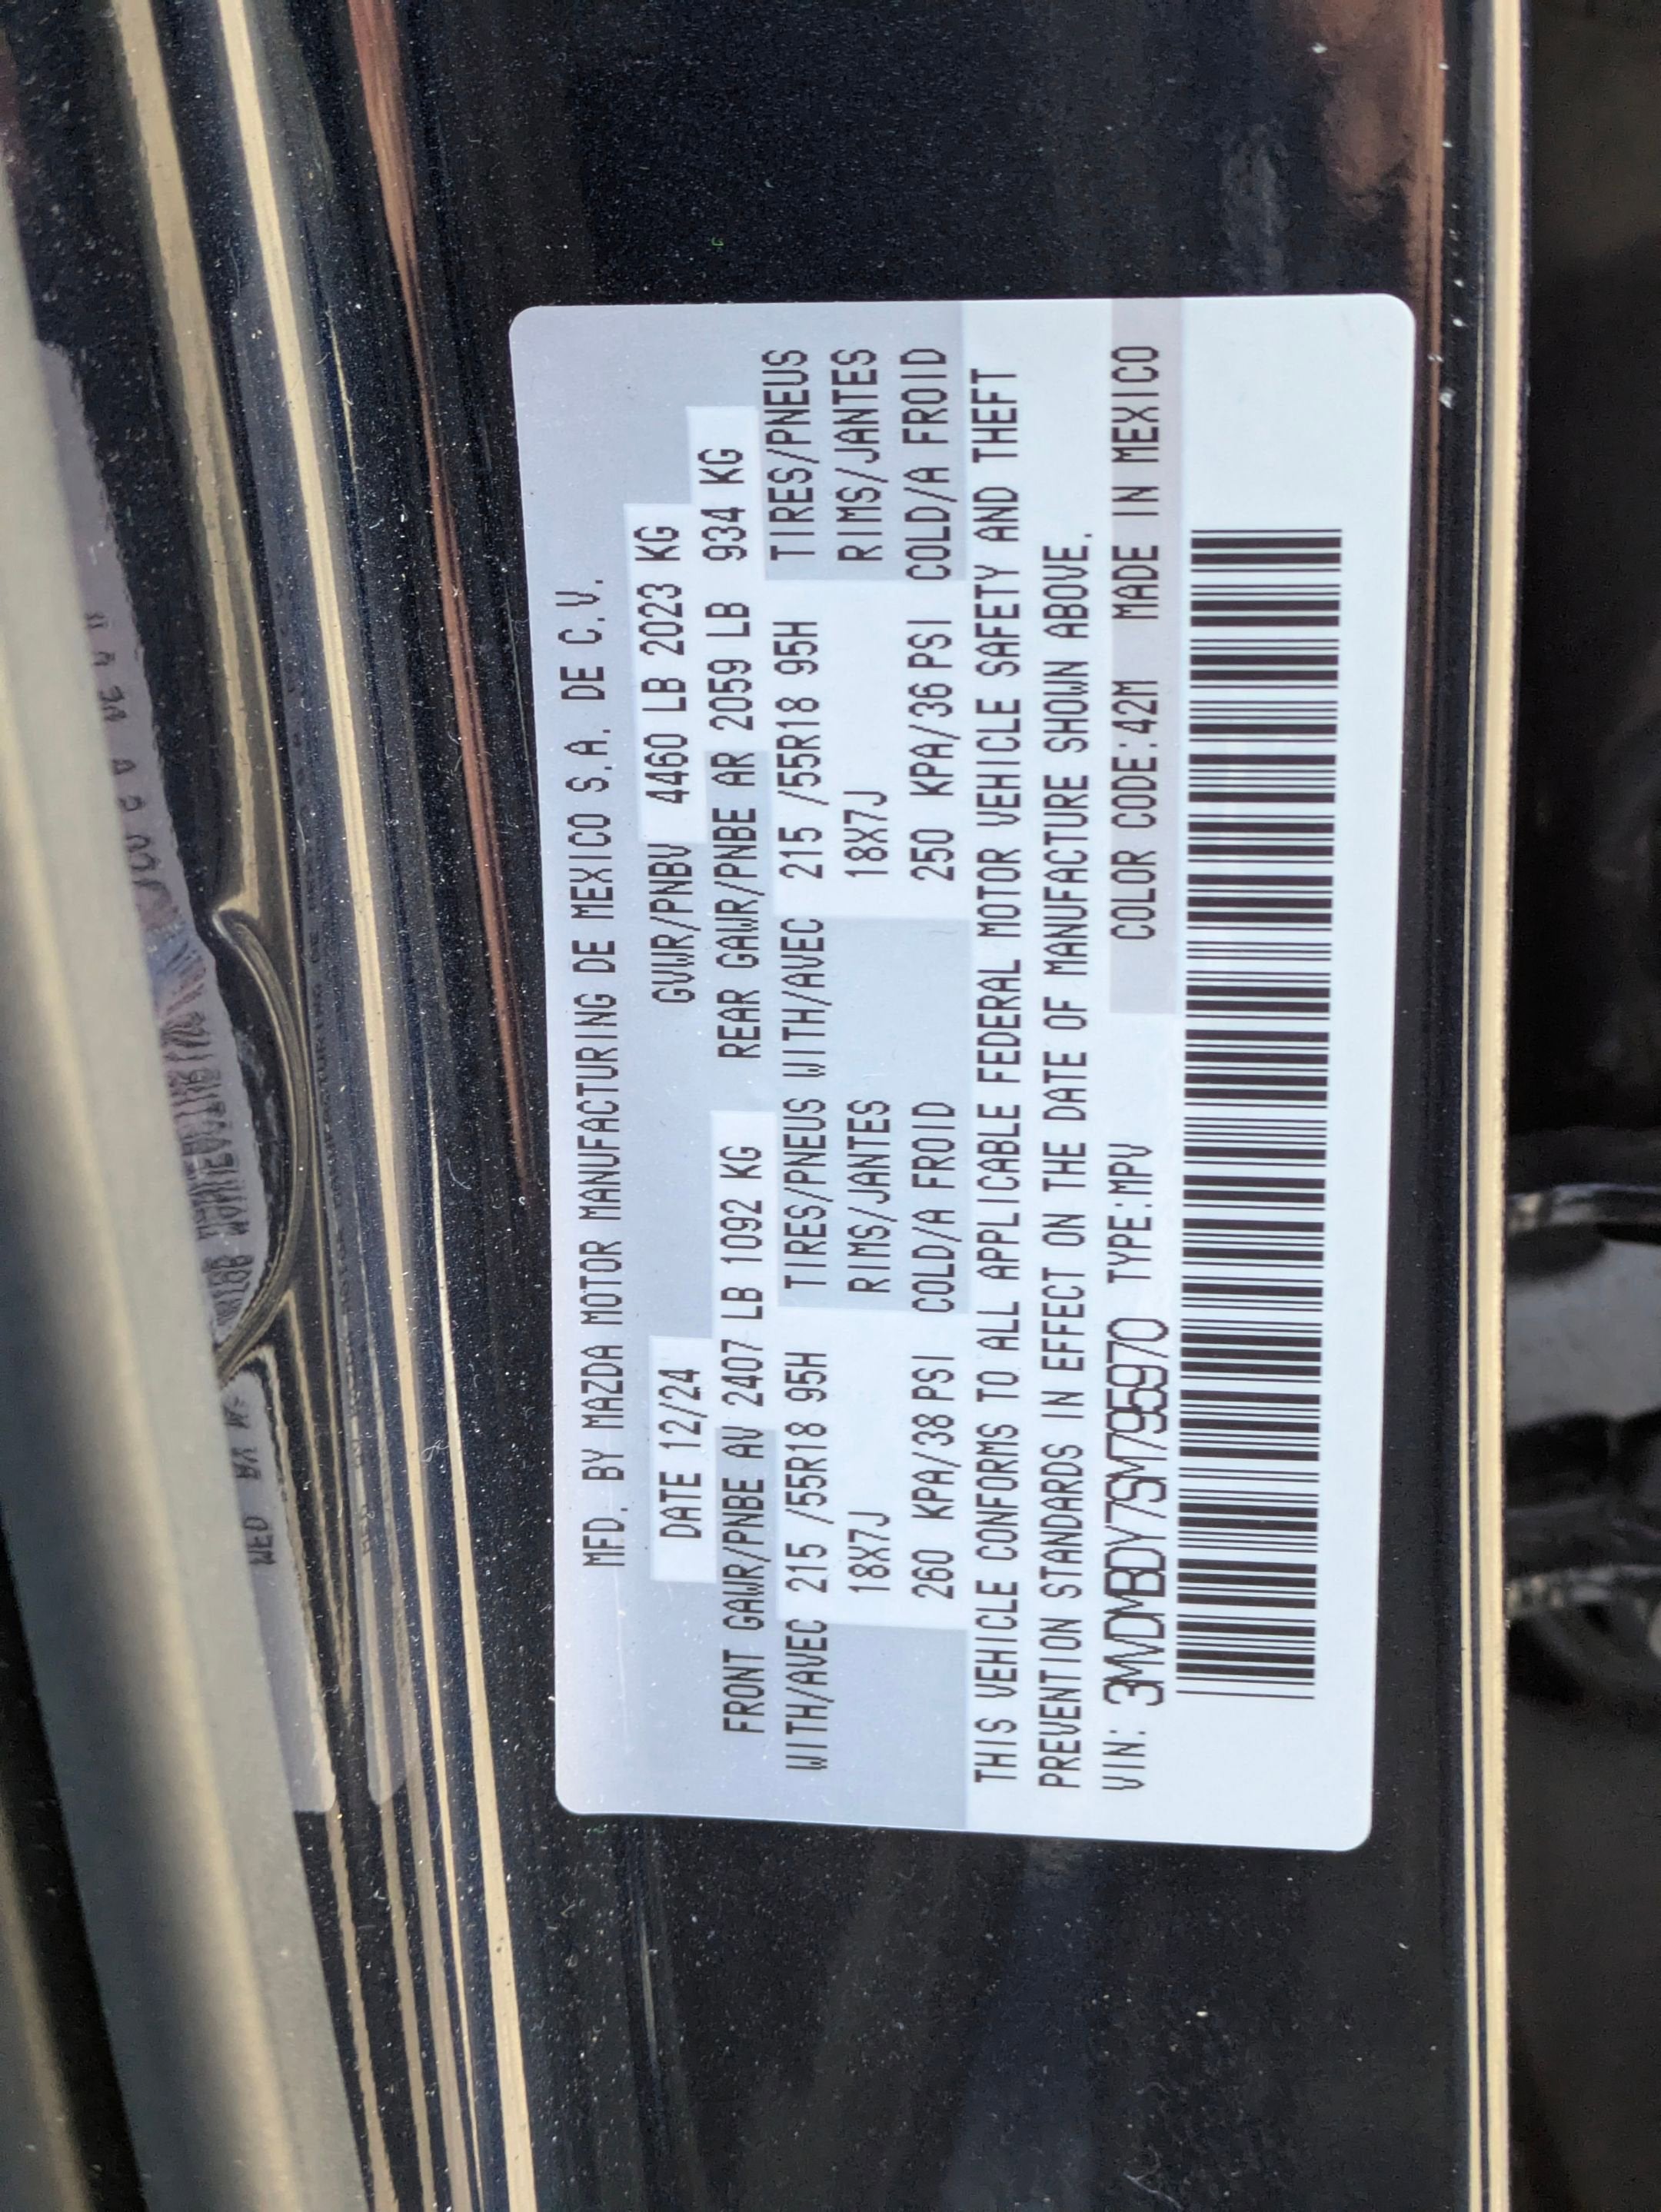 MFD. BY MAZDA MOTOR MANUFACTURING DE MEXICO S.A. DE C.V.
DATE 12/24 GVWR/PNBV 4460 LB 2023 KG
FRONT GAWR/PNBE AV 2407 LB 1092 KG REAR GAWR/PNBE AR 2059 LB 934 KG
WITH/AVEC 215 /55R18 95H TIRES/PNEUS WITH/AVEC 215 /55R18 95H TIRES/PNEUS
18X7J RIMS/JANTES 18X7J RIMS/JANTES
260 KPA/38 PSI COLD/A FROID 250 KPA/36 PSI COLD/A FROID
THIS VEHICLE CONFORMS TO ALL APPLICABLE FEDERAL MOTOR VEHICLE SAFETY AND THEFT
PREVENTION STANDARDS IN EFFECT ON THE DATE OF MANUFACTURE SHOWN ABOVE.
VIN: 3MVDMBDY7SM795970 TYPE:MPV COLOR CODE:42M MADE IN MEXICO